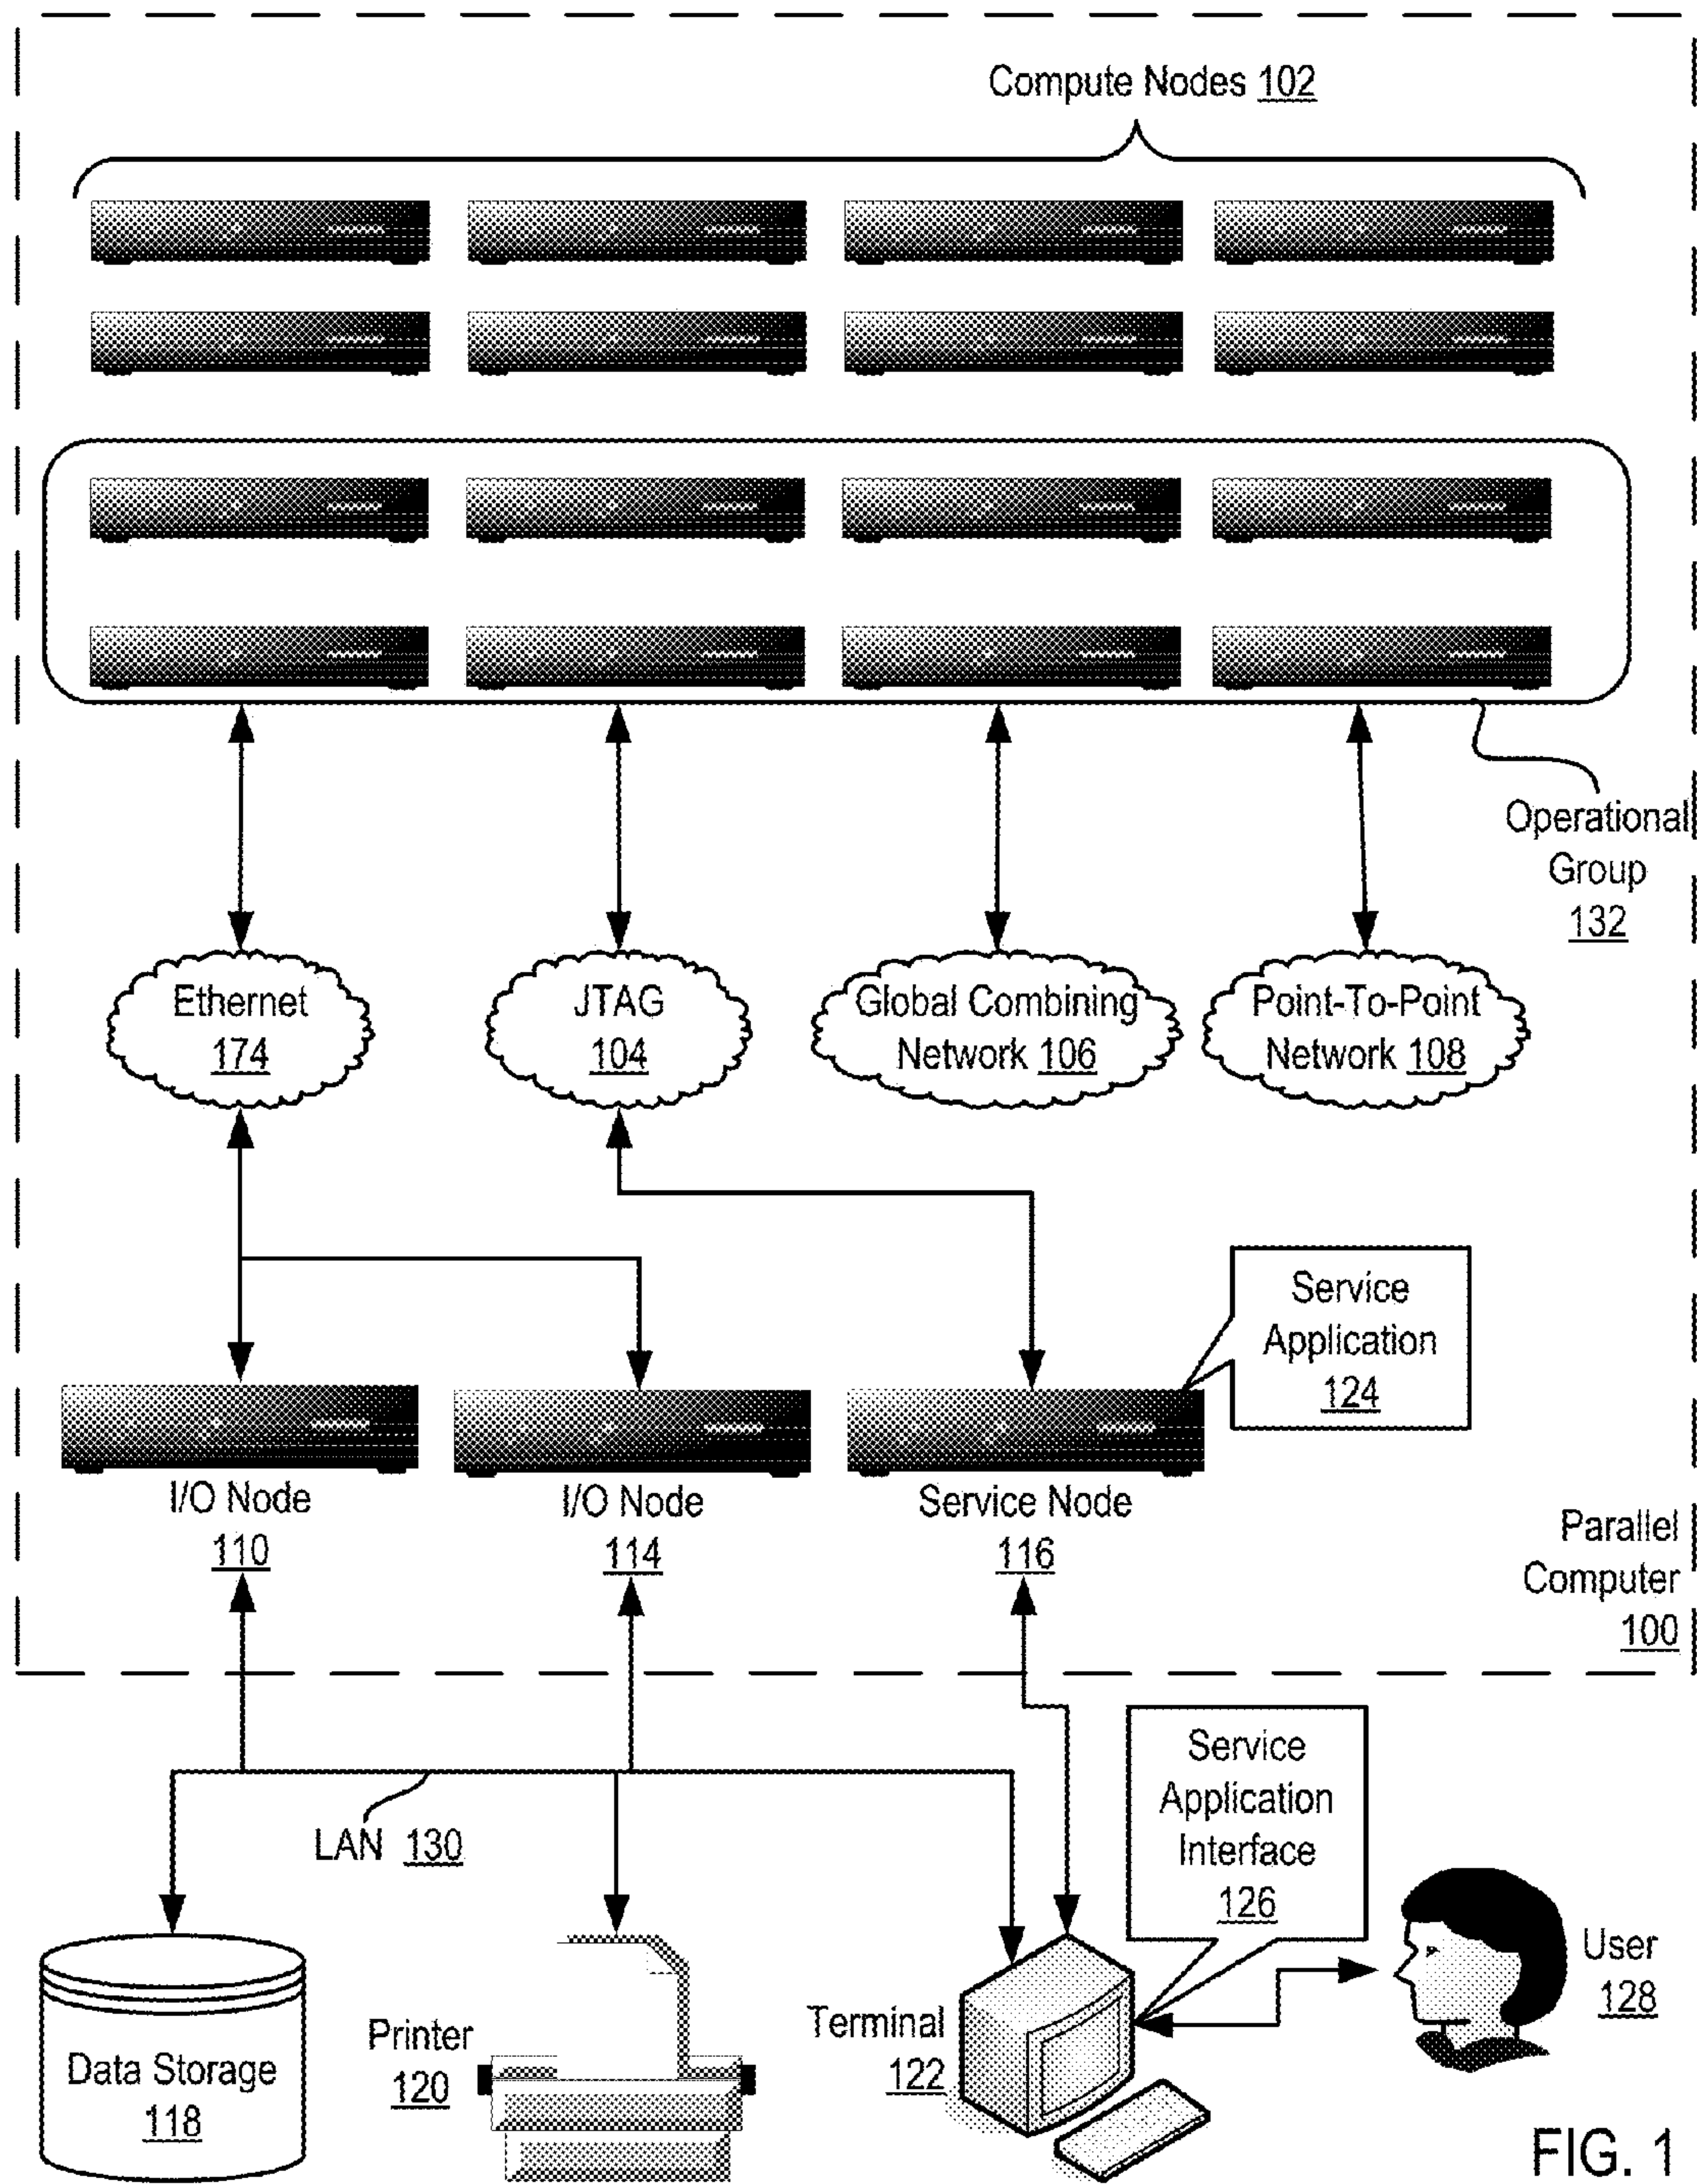 Compute Nodes 102
Operational
Group
132
Ethernet
174
JTAG
104
Global Combining
Network 106
Point-To-Point
Network 108
Service
Application
124
I/O Node
110
I/O Node
114
Service Node
116
Parallel
Computer
100
LAN 130
Service
Application
Interface
126
Data Storage
118
Printer
120
Terminal
122
User
128
FIG. 1